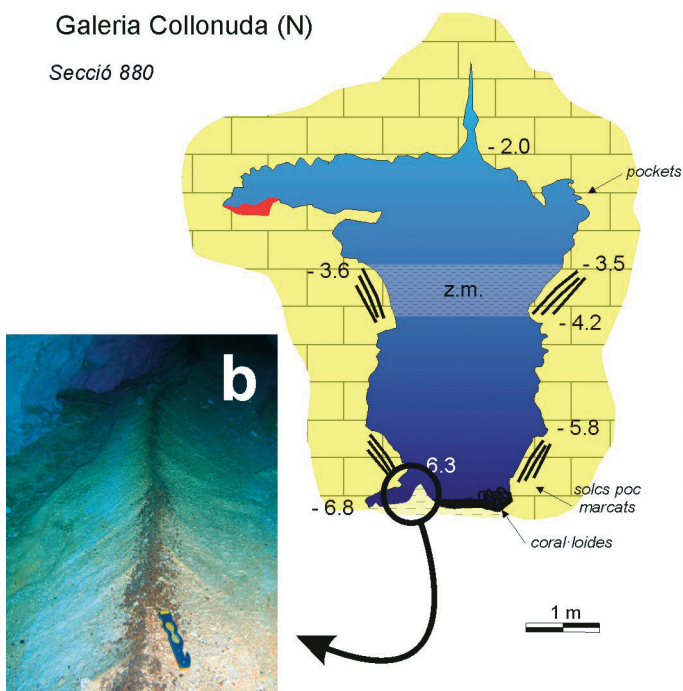 Galeria Collonuda (N)
Secció 880
- 2.0
pockets
- 3.6
- 3.5
z.m.
- 4.2
b
- 5.8
6.3
- 6.8
solcs poc
marcats
coral·loides
1 m